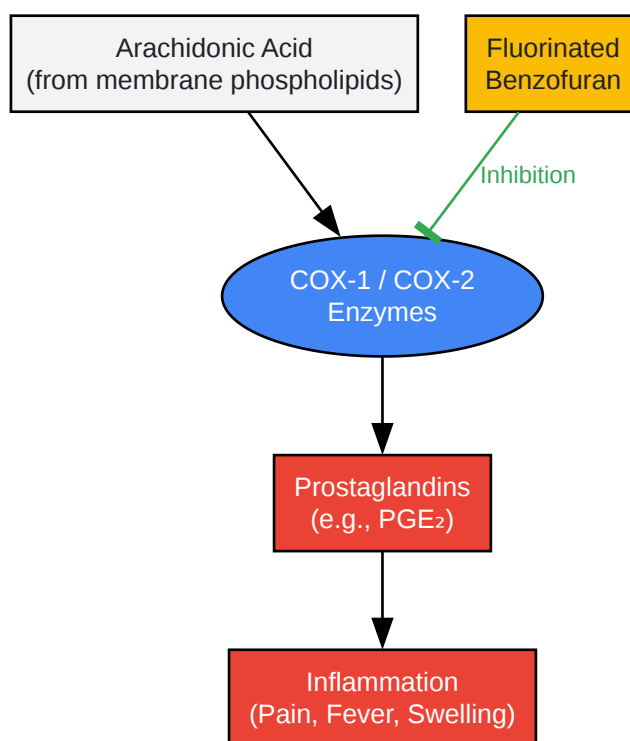 Arachidonic Acid
(from membrane phospholipids)
Fluorinated
Benzofuran
Inhibition
COX-1 / COX-2
Enzymes
Prostaglandins
(e.g., PGE₂)
Inflammation
(Pain, Fever, Swelling)